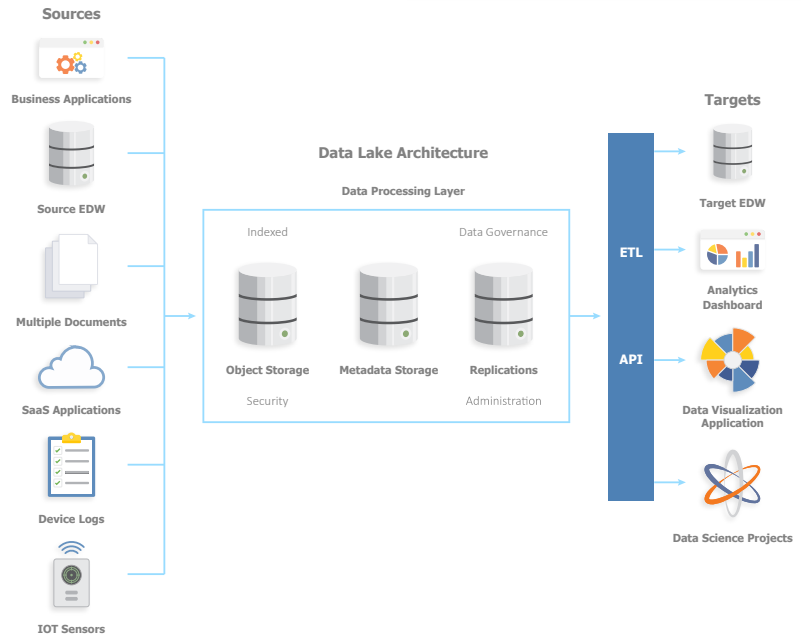 Sources
Business Applications
Source EDW
Multiple Documents
SaaS Applications
Device Logs
IOT Sensors
Data Lake Architecture
Data Processing Layer
Indexed
Data Governance
Object Storage
Metadata Storage
Replications
Security
Administration
ETL
API
Targets
Target EDW
Analytics
Dashboard
Data Visualization
Application
Data Science Projects